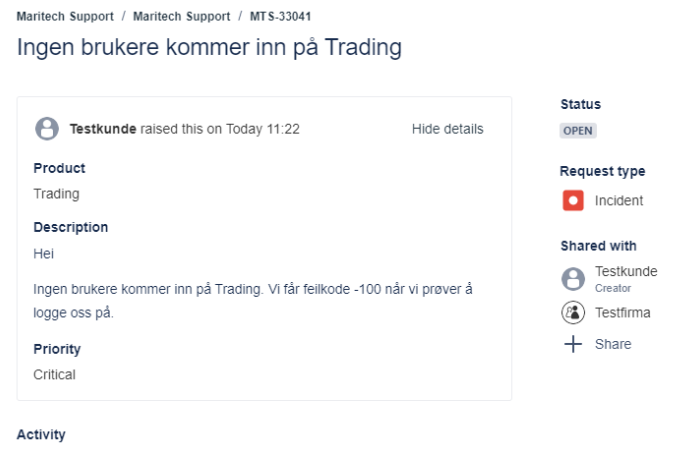 Maritech Support / Maritech Support / MTS-33041
Ingen brukere kommer inn på Trading
Testkunde raised this on Today 11:22
Hide details
Product
Trading
Description
Hei
Ingen brukere kommer inn på Trading. Vi får feilkode -100 når vi prøver å
logge oss på.
Priority
Critical
Activity
Status
OPEN
Request type
Incident
Shared with
Testkunde
Creator
Testfirma
Share